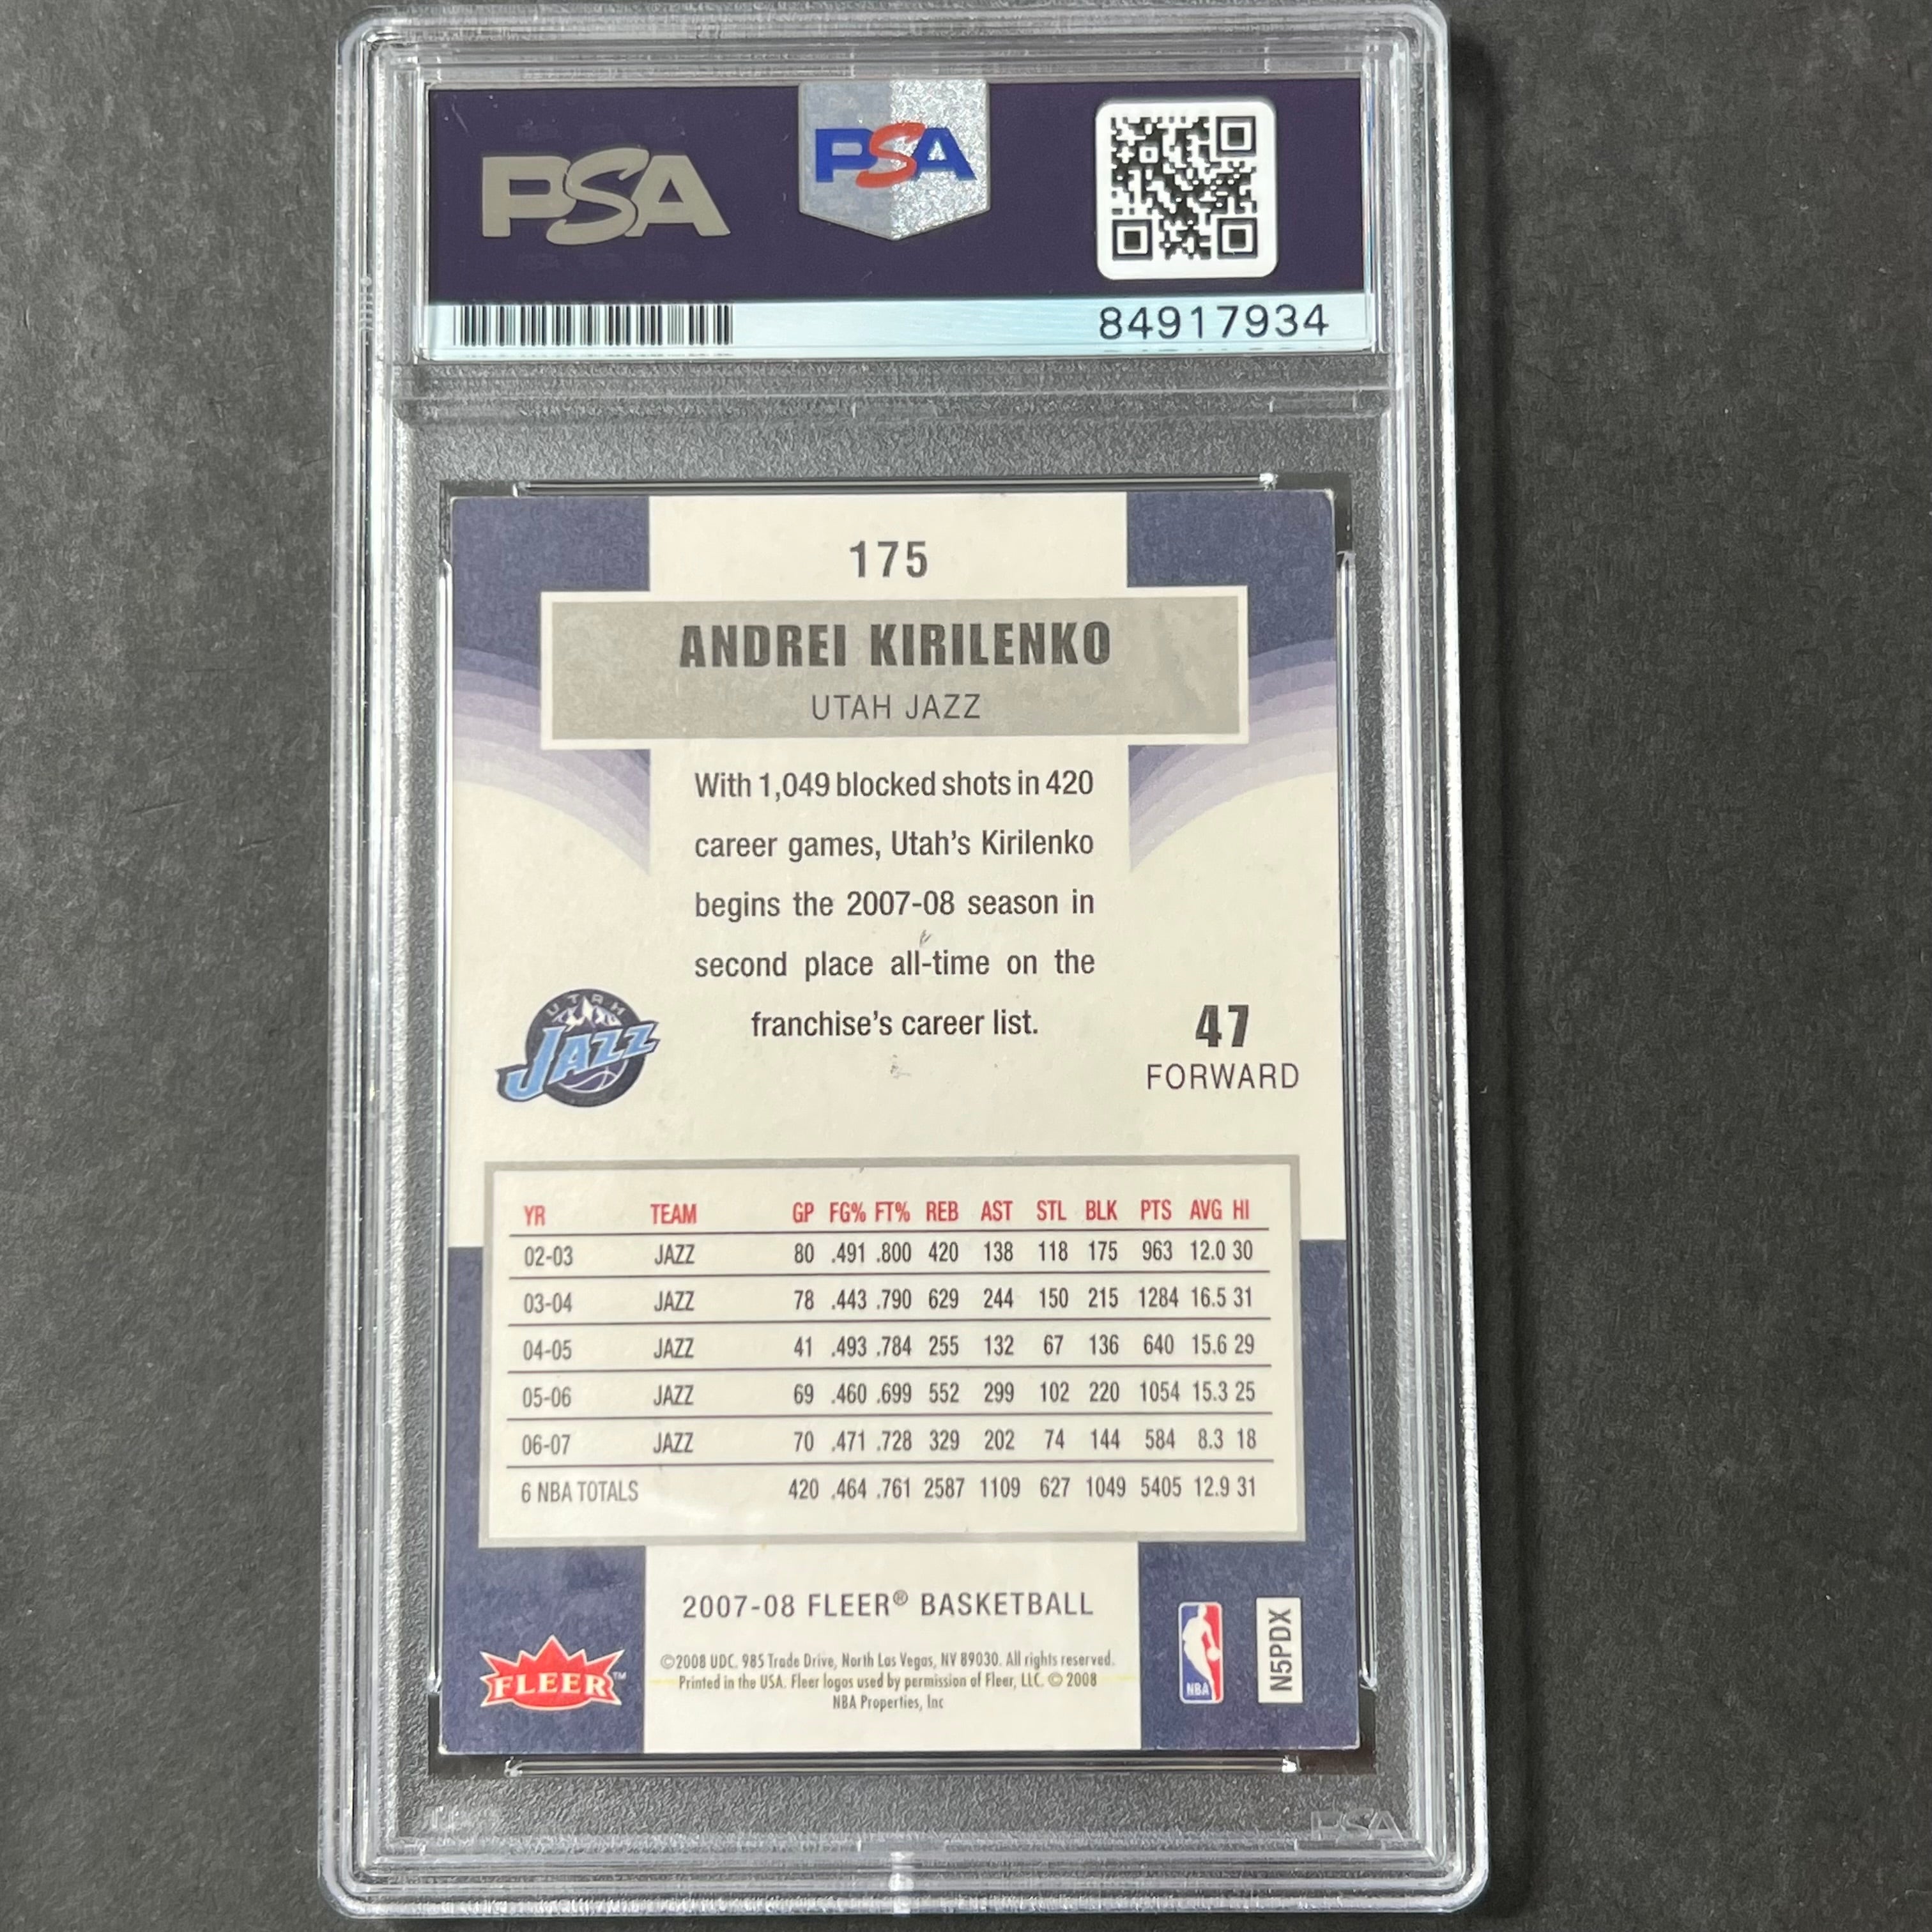 PSA
PSA
84917934
175
ANDREI KIRILENKO
UTAH JAZZ
With 1,049 blocked shots in 420
career games, Utah's Kirilenko
begins the 2007-08 season in
second place all-time on the
franchise's career list.
UTAH
JAZZ
47
FORWARD
YR TEAM GP FG% FT% REB AST STL BLK PTS AVG HI
02-03 JAZZ 80 .491 .800 420 138 118 175 963 12.0 30
03-04 JAZZ 78 .443 .790 629 244 150 215 1284 16.5 31
04-05 JAZZ 41 .493 .784 255 132 67 136 640 15.6 29
05-06 JAZZ 69 .460 .699 552 299 102 220 1054 15.3 25
06-07 JAZZ 70 .471 .728 329 202 74 144 584 8.3 18
6 NBA TOTALS 420 .464 .761 2587 1109 627 1049 5405 12.9 31
2007-08 FLEER® BASKETBALL
FLEER™
©2008 UDC. 985 Trade Drive, North Las Vegas, NV 89030. All rights reserved.
Printed in the USA. Fleer logos used by permission of Fleer, LLC. © 2008
NBA Properties, Inc
NBA
N5PDX
PSA